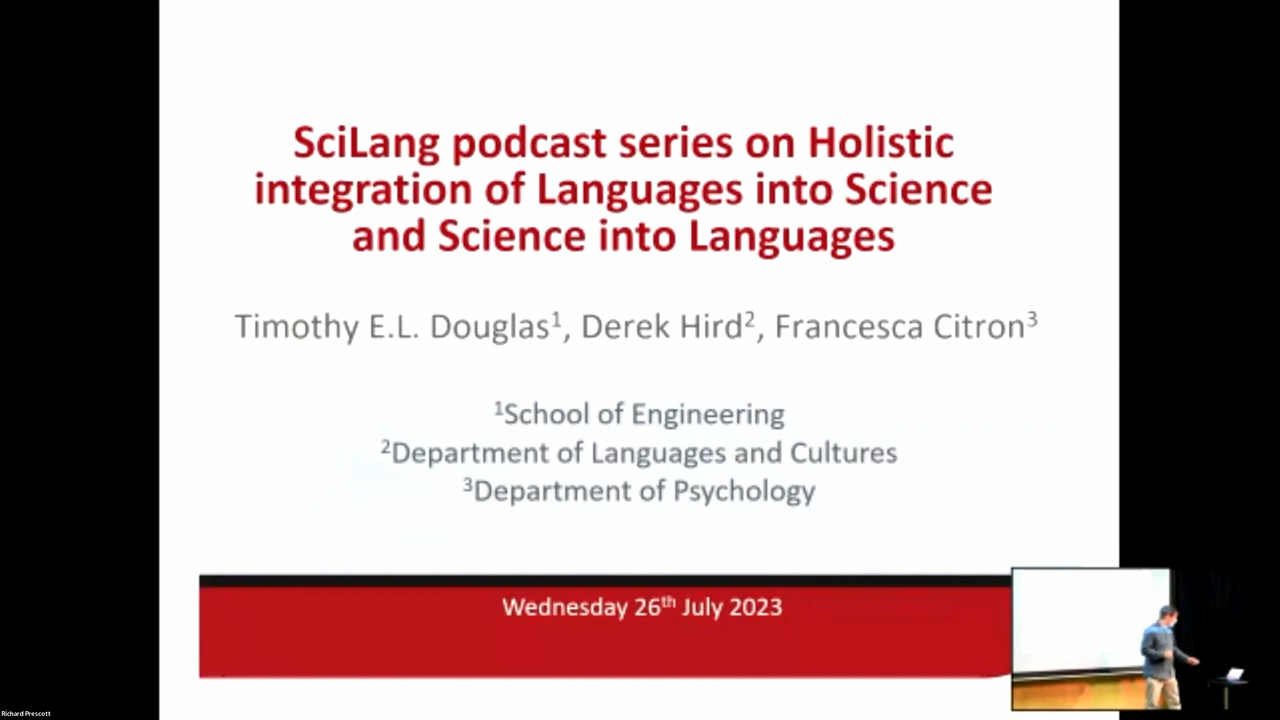 SciLang podcast series on Holistic
integration of Languages into Science
and Science into Languages
Timothy E.L. Douglas¹, Derek Hird², Francesca Citron³
¹School of Engineering
²Department of Languages and Cultures
³Department of Psychology
Wednesday 26th July 2023
Richard Prescott